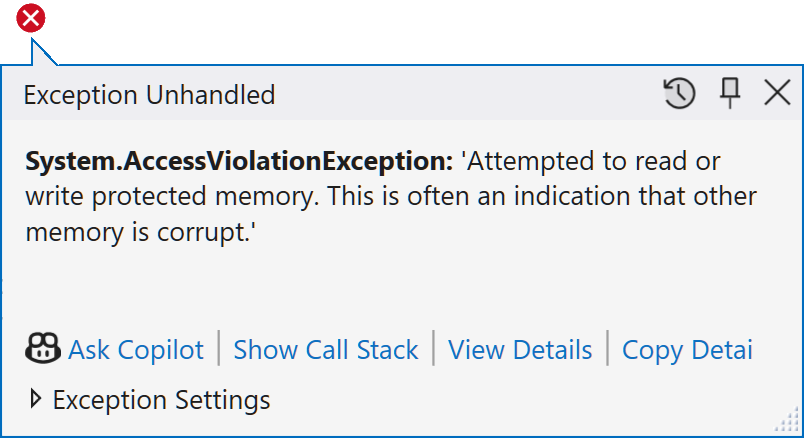 Exception Unhandled
System.AccessViolationException: 'Attempted to read or
write protected memory. This is often an indication that other
memory is corrupt.'
Ask Copilot | Show Call Stack | View Details | Copy Detai
Exception Settings